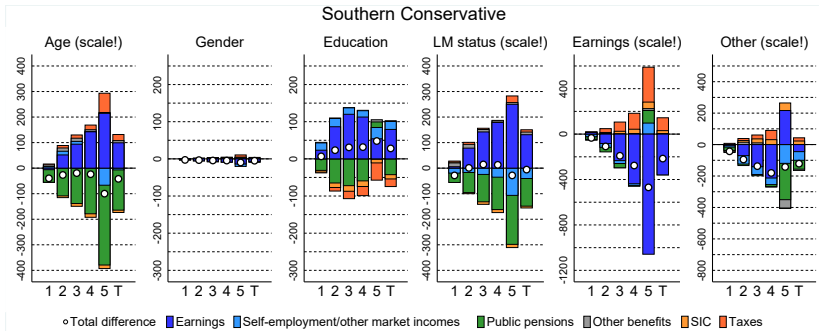 Southern Conservative
Age (scale!) Gender Education LM status (scale!) Earnings (scale!) Other (scale!)
400 300 200 100 0 -100 -200 -300 -400
300 200 100 0 -100 -200 -300
300 200 100 0 -100 -200 -300
400 300 200 100 0 -100 -200 -300 -400
400 0 -400 -800 -1200
400 200 0 -200 -400 -600 -800
1 2 3 4 5 T 1 2 3 4 5 T 1 2 3 4 5 T 1 2 3 4 5 T 1 2 3 4 5 T 1 2 3 4 5 T
Total difference Earnings Self-employment/other market incomes Public pensions Other benefits SIC Taxes